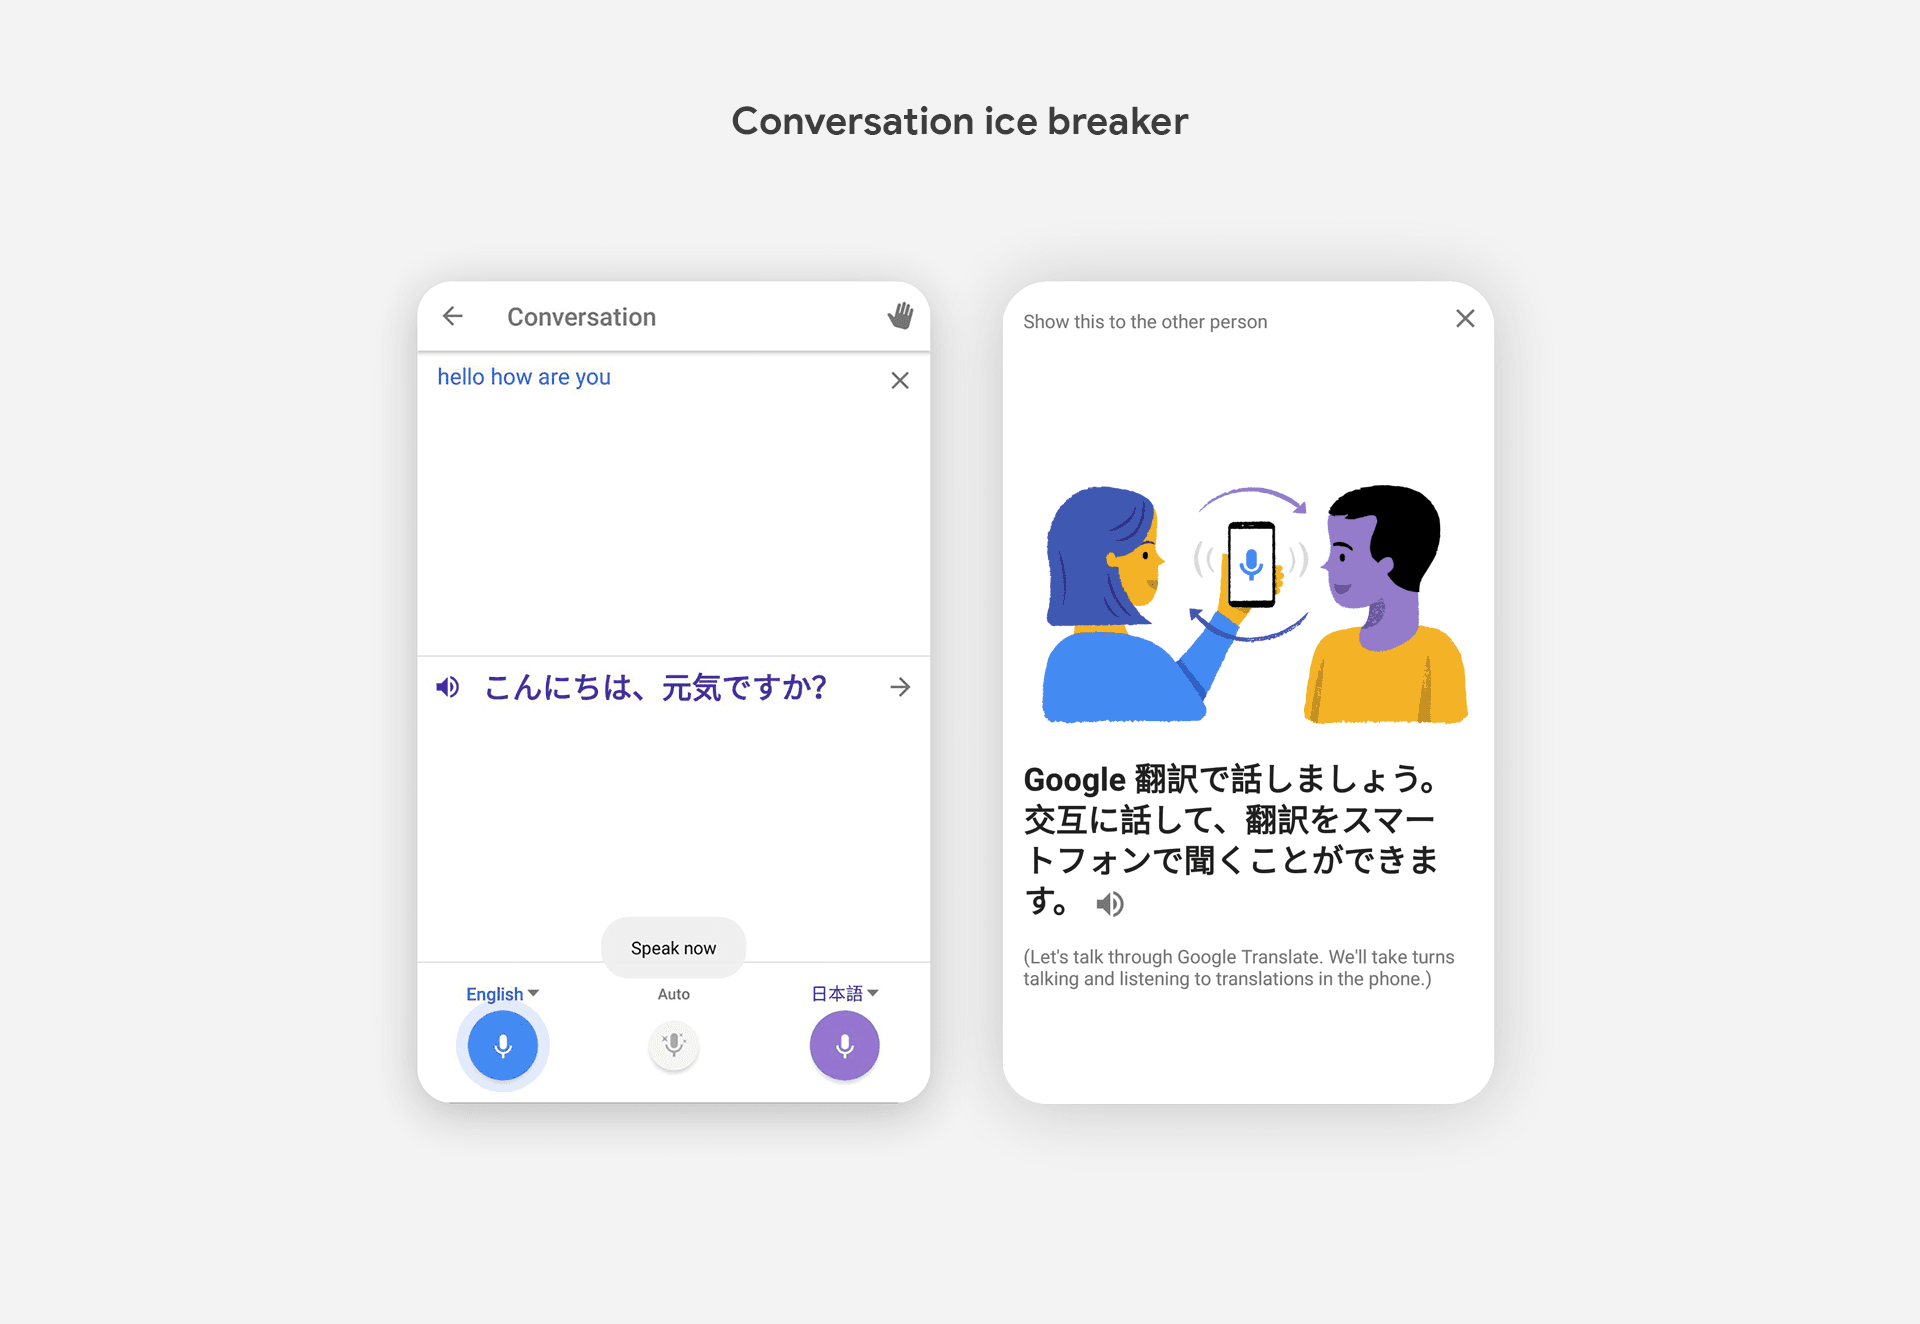 Conversation ice breaker
Conversation
hello how are you
こんにちは、元気ですか?
Speak now
English
Auto
日本語
Show this to the other person
Google 翻訳で話しましょう。
交互に話して、翻訳をスマー
トフォンで聞くことができま
す。
(Let's talk through Google Translate. We'll take turns
talking and listening to translations in the phone.)